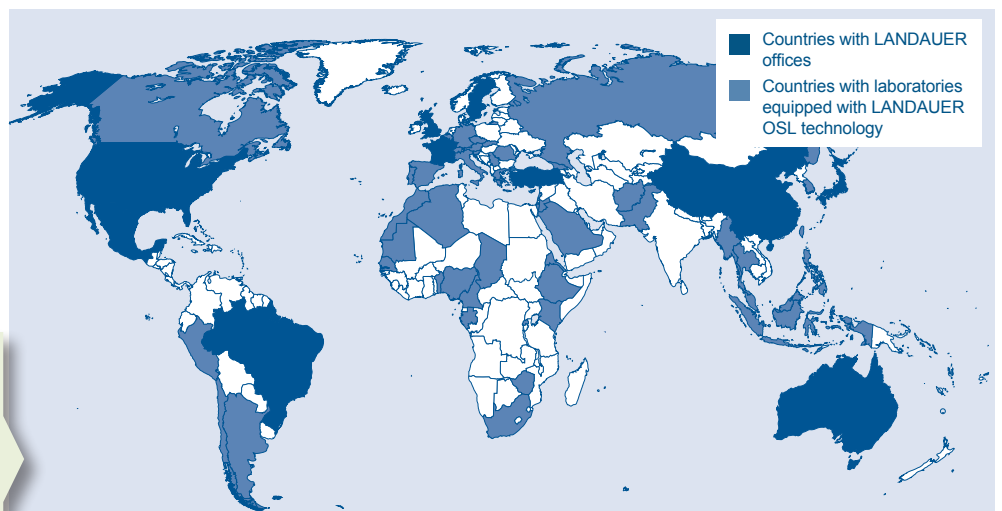 Countries with LANDAUER
offices
Countries with laboratories
equipped with LANDAUER
OSL technology